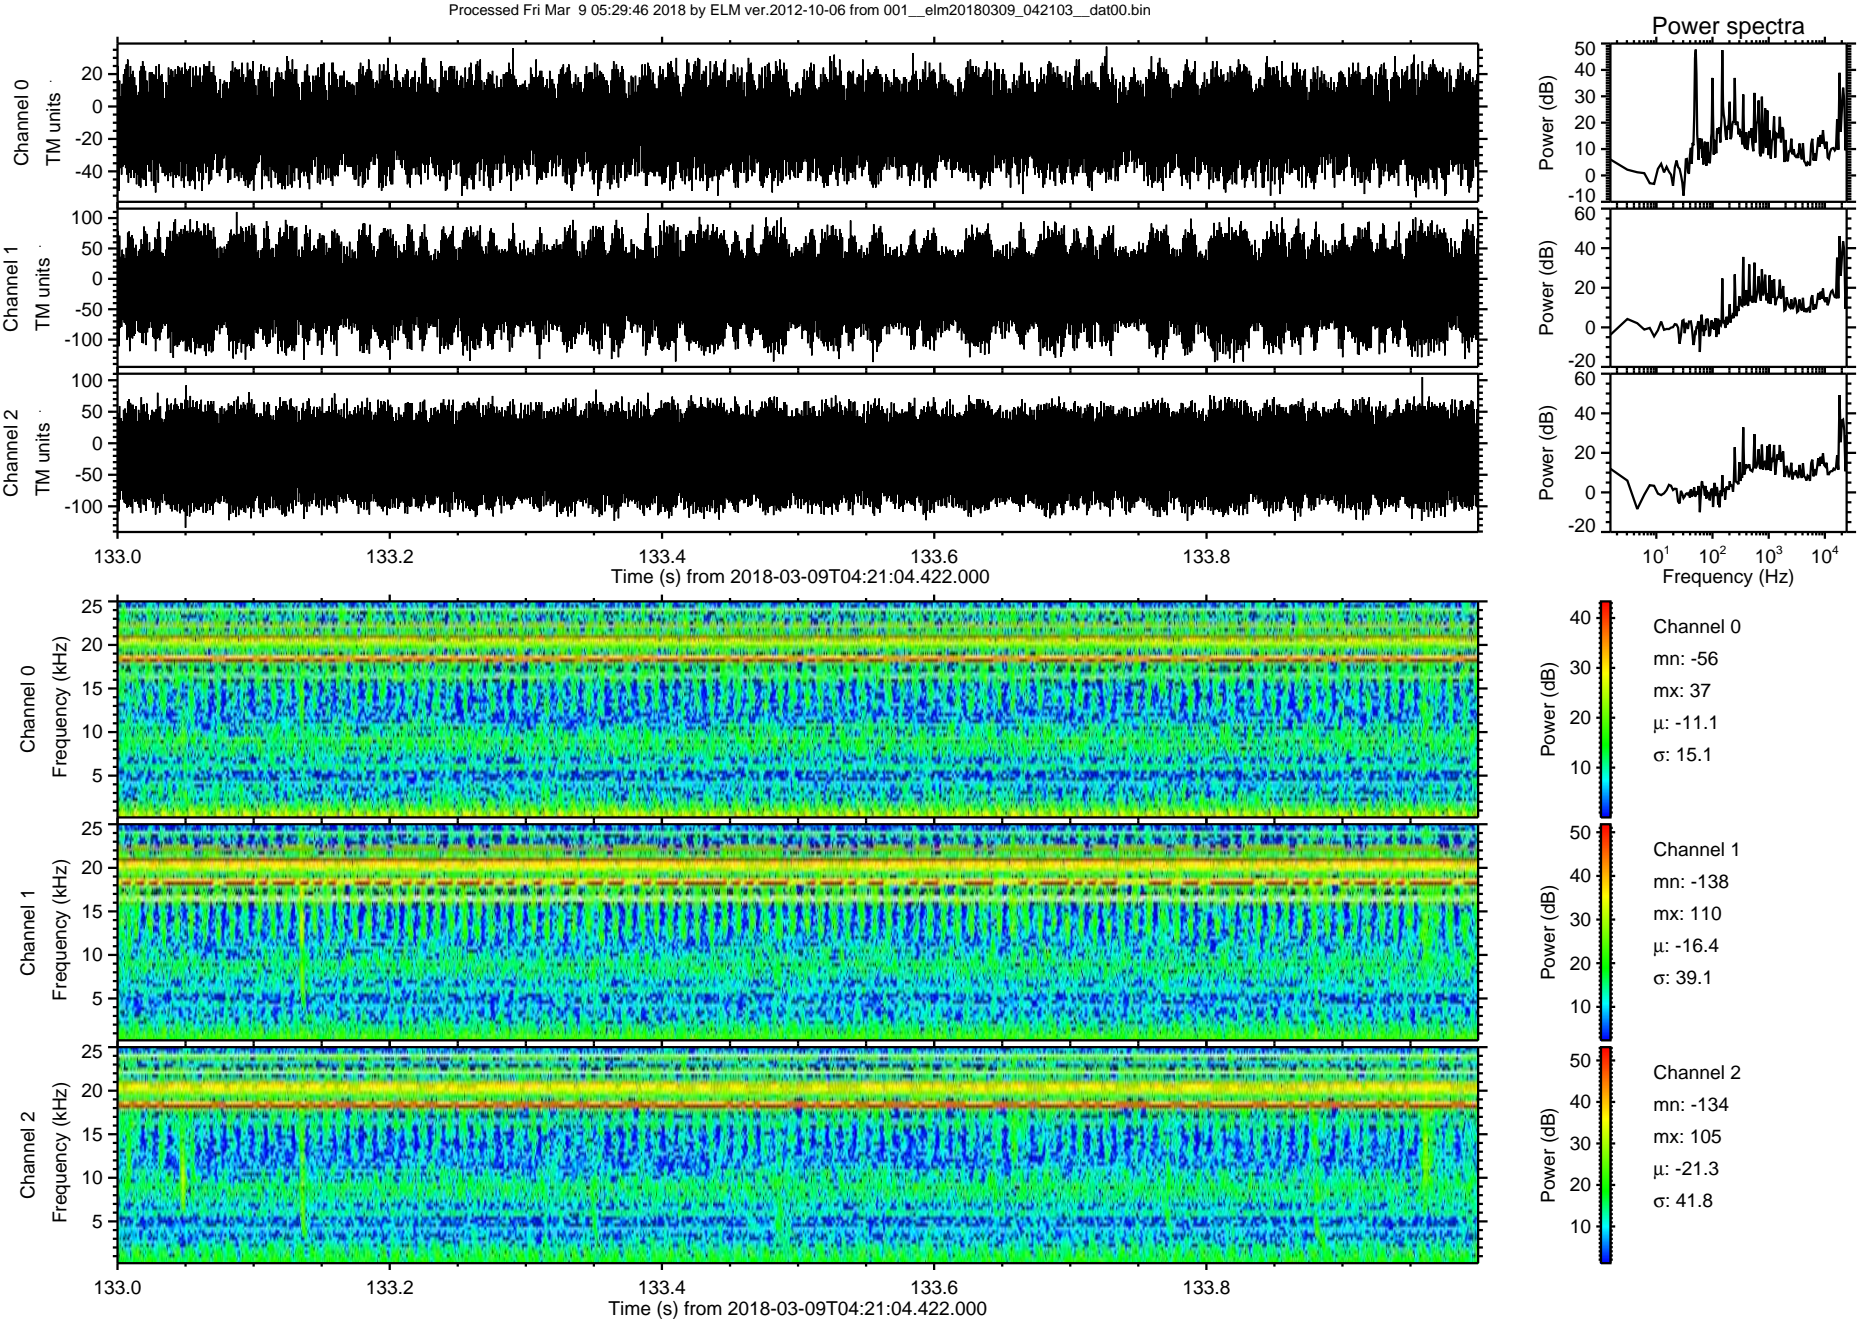 Processed Fri Mar  9 05:29:46 2018 by ELM ver.2012-10-06 from 001__elm20180309_042103__dat00.bin
Power spectra
Channel 0
TM units
20
0
-20
-40
Power (dB)
50
40
30
20
10
0
-10
Channel 1
TM units
100
50
0
-50
-100
Power (dB)
60
40
20
0
-20
Channel 2
TM units
100
50
0
-50
-100
Power (dB)
60
40
20
0
-20
133.0 133.2 133.4 133.6 133.8
Time (s) from 2018-03-09T04:21:04.422.000
10¹ 10² 10³ 10⁴
Frequency (Hz)
Channel 0
Frequency (kHz)
25
20
15
10
5
Power (dB)
40
30
20
10
Channel 0
mn: -56
mx: 37
µ: -11.1
σ: 15.1
Channel 1
Frequency (kHz)
25
20
15
10
5
Power (dB)
50
40
30
20
10
Channel 1
mn: -138
mx: 110
µ: -16.4
σ: 39.1
Channel 2
Frequency (kHz)
25
20
15
10
5
Power (dB)
50
40
30
20
10
Channel 2
mn: -134
mx: 105
µ: -21.3
σ: 41.8
133.0 133.2 133.4 133.6 133.8
Time (s) from 2018-03-09T04:21:04.422.000